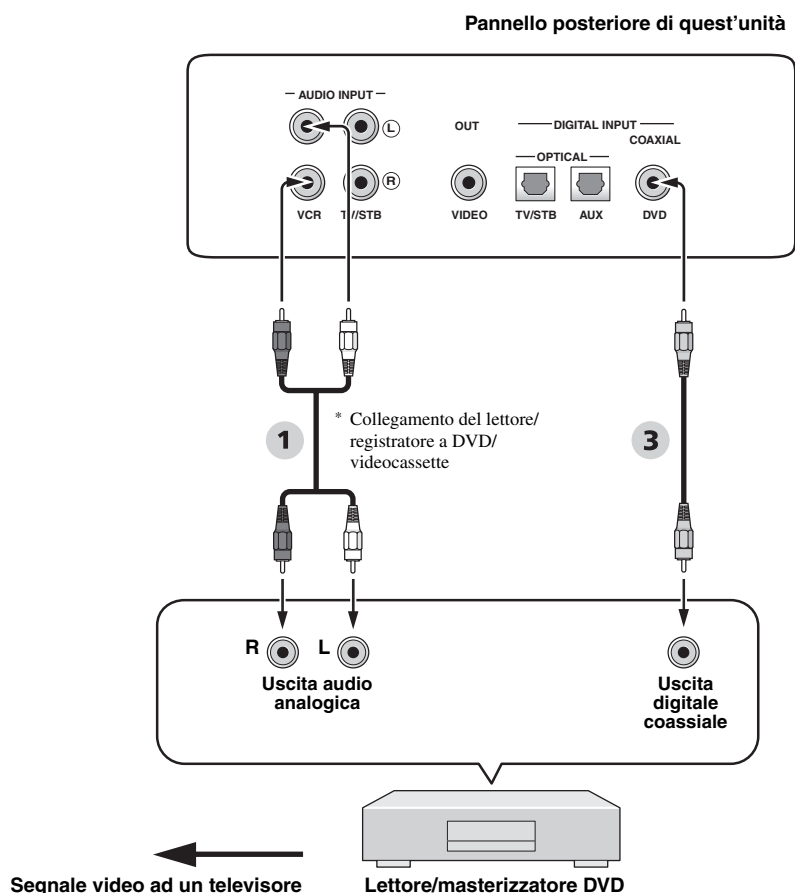 Pannello posteriore di quest'unità
AUDIO INPUT
L
OUT
DIGITAL INPUT
COAXIAL
OPTICAL
R
VCR
TV/STB
VIDEO
TV/STB
AUX
DVD
1
* Collegamento del lettore/
registratore a DVD/
videocassette
3
R
L
Uscita audio
analogica
Uscita
digitale
coassiale
Segnale video ad un televisore
Lettore/masterizzatore DVD